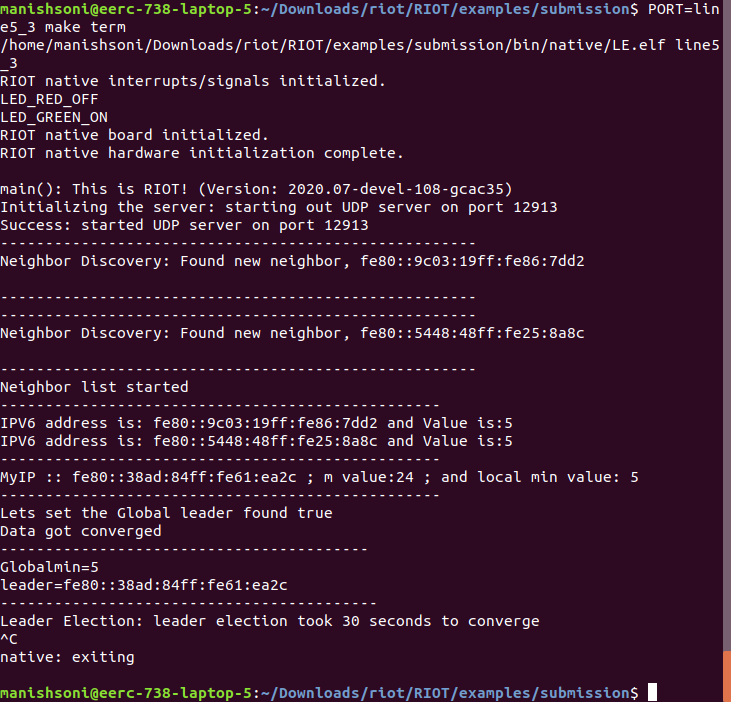 manishsoni@eerc-738-laptop-5:~/Downloads/riot/RIOT/examples/submission$ PORT=lin
e5_3 make term
/home/manishsoni/Downloads/riot/RIOT/examples/submission/bin/native/LE.elf line5
_3
RIOT native interrupts/signals initialized.
LED_RED_OFF
LED_GREEN_ON
RIOT native board initialized.
RIOT native hardware initialization complete.
main(): This is RIOT! (Version: 2020.07-devel-108-gcac35)
Initializing the server: starting out UDP server on port 12913
Success: started UDP server on port 12913
-----------------------------------------------------
Neighbor Discovery: Found new neighbor, fe80::9c03:19ff:fe86:7dd2
-----------------------------------------------------
-----------------------------------------------------
Neighbor Discovery: Found new neighbor, fe80::5448:48ff:fe25:8a8c
-----------------------------------------------------
Neighbor list started
-------------------------------------------------
IPV6 address is: fe80::9c03:19ff:fe86:7dd2 and Value is:5
IPV6 address is: fe80::5448:48ff:fe25:8a8c and Value is:5
-------------------------------------------------
MyIP :: fe80::38ad:84ff:fe61:ea2c ; m value:24 ; and local min value: 5
-------------------------------------------------
Lets set the Global leader found true
Data got converged
-----------------------------------------
Globalmin=5
leader=fe80::38ad:84ff:fe61:ea2c
------------------------------------------
Leader Election: leader election took 30 seconds to converge
^C
native: exiting
manishsoni@eerc-738-laptop-5:~/Downloads/riot/RIOT/examples/submission$